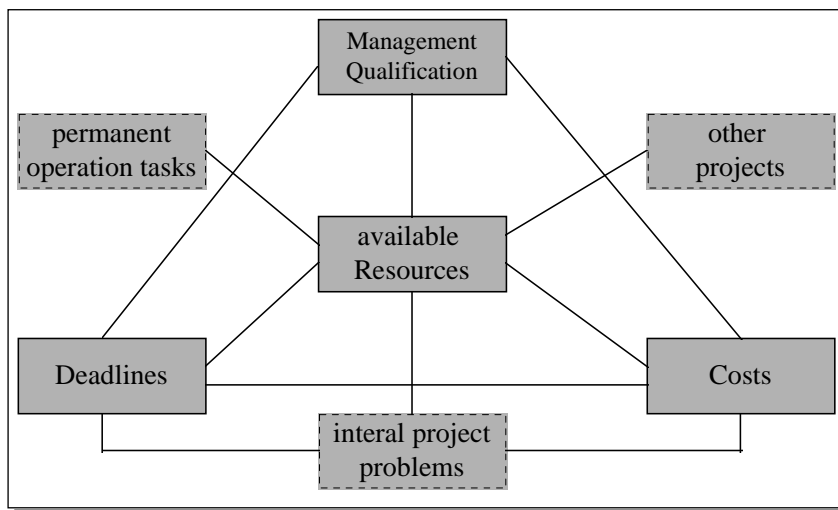 Management
Qualification
permanent
operation tasks
other
projects
available
Resources
Deadlines
Costs
interal project
problems